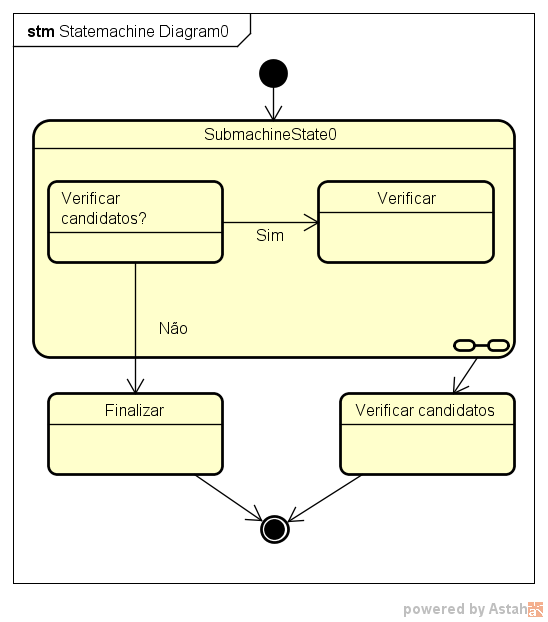 stm Statemachine Diagram0
SubmachineState0
Verificar
candidatos?
Verificar
Sim
Não
Finalizar
Verificar candidatos
powered by Astah